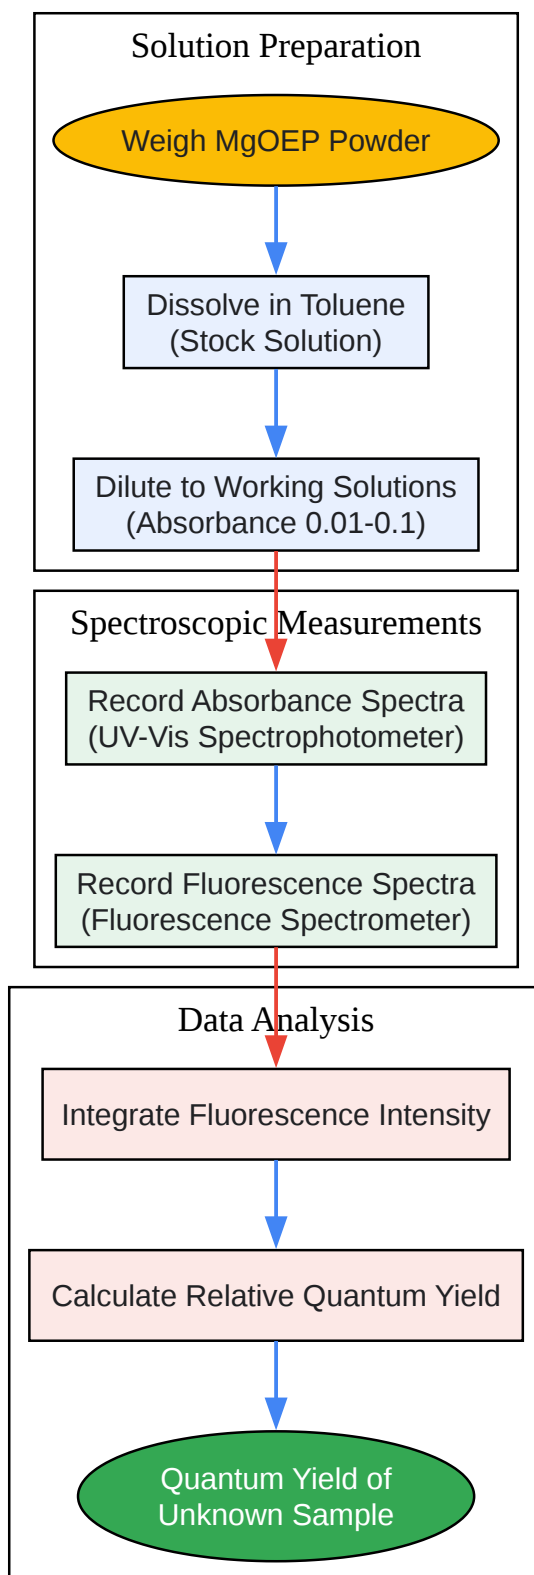 Solution Preparation
Weigh MgOEP Powder
Dissolve in Toluene
(Stock Solution)
Dilute to Working Solutions
(Absorbance 0.01-0.1)
Spectroscopic Measurements
Record Absorbance Spectra
(UV-Vis Spectrophotometer)
Record Fluorescence Spectra
(Fluorescence Spectrometer)
Data Analysis
Integrate Fluorescence Intensity
Calculate Relative Quantum Yield
Quantum Yield of
Unknown Sample